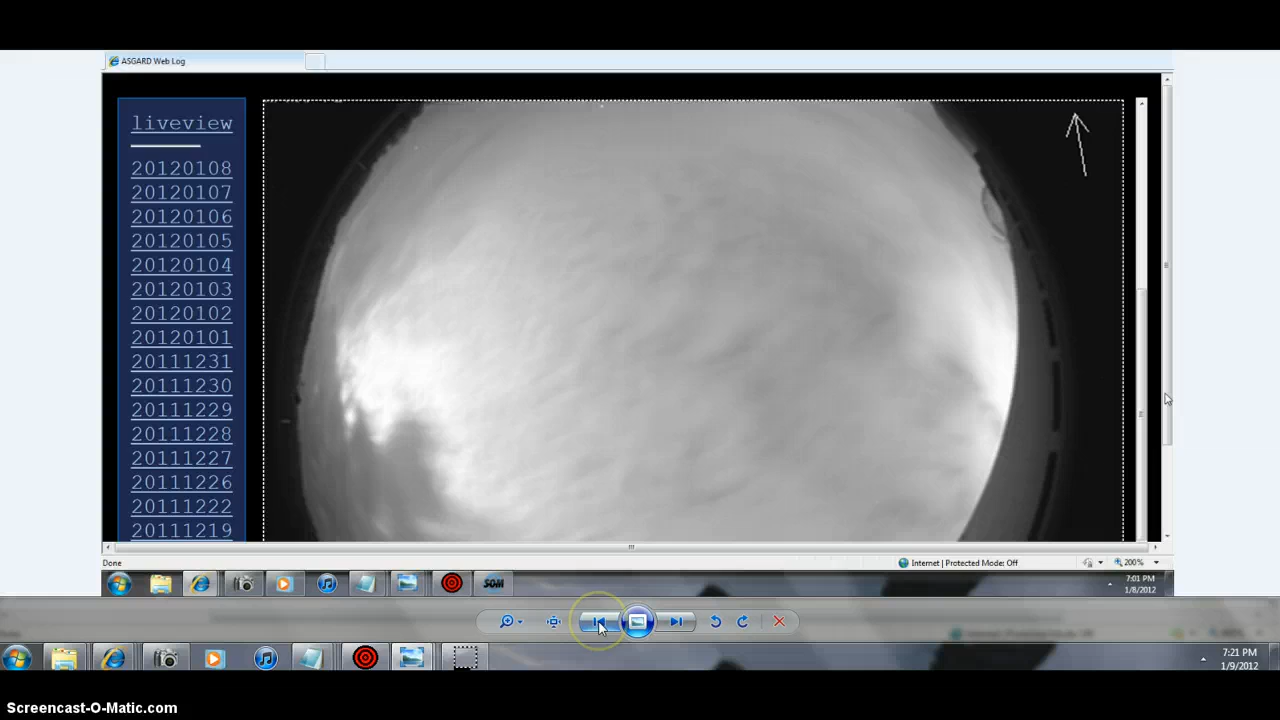 ASGARD Web Log
liveview
20120108
20120107
20120106
20120105
20120104
20120103
20120102
20120101
20111231
20111230
20111229
20111228
20111227
20111226
20111222
20111219
Done
Internet | Protected Mode: Off
200%
SOM
7:01 PM
1/8/2012
7:21 PM
1/9/2012
Screencast-O-Matic.com